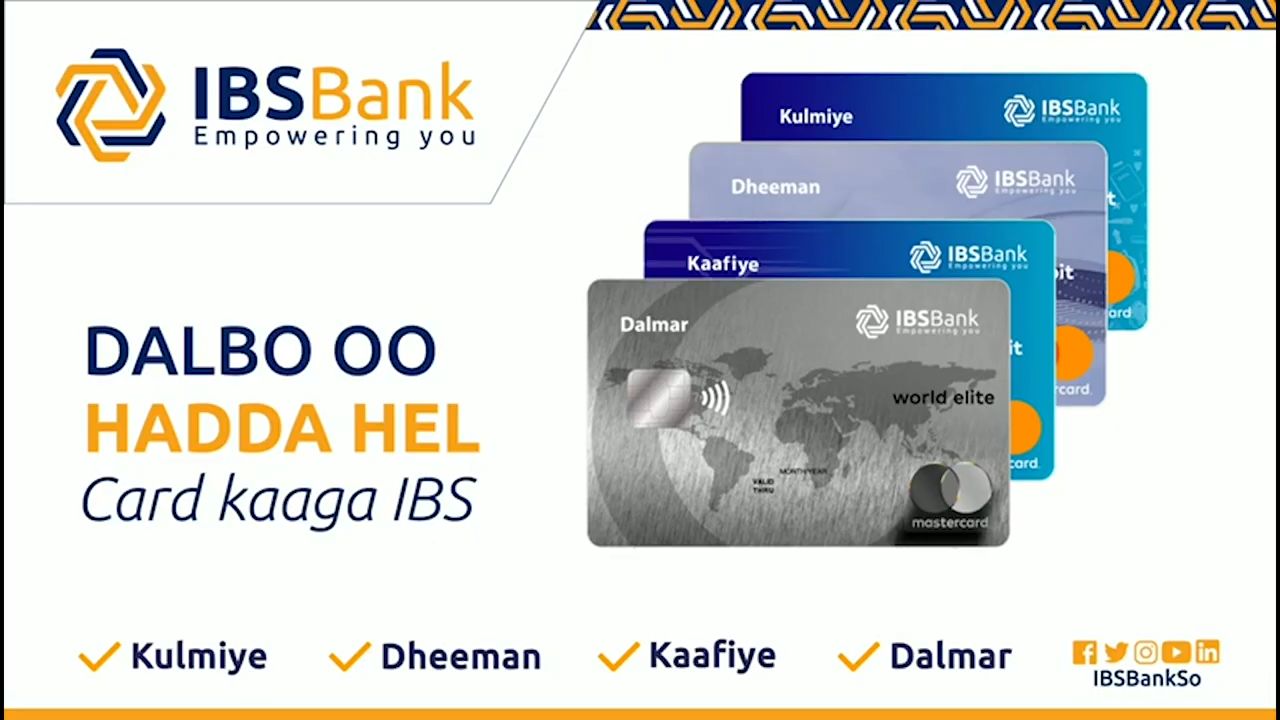 IBSBank
Empowering you
Kulmiye
IBSBank
Empowering you
Dheeman
IBSBank
Empowering you
Kaafiye
IBSBank
Empowering you
Dalmar
IBSBank
Empowering you
world elite
MONTH/YEAR
VALID
THRU
mastercard
DALBO OO
HADDA HEL
Card kaaga IBS
Kulmiye
Dheeman
Kaafiye
Dalmar
IBSBankSo